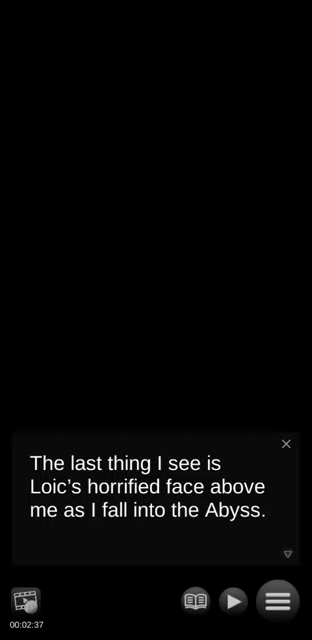 The last thing I see is
Loic’s horrified face above
me as I fall into the Abyss.
00:02:37